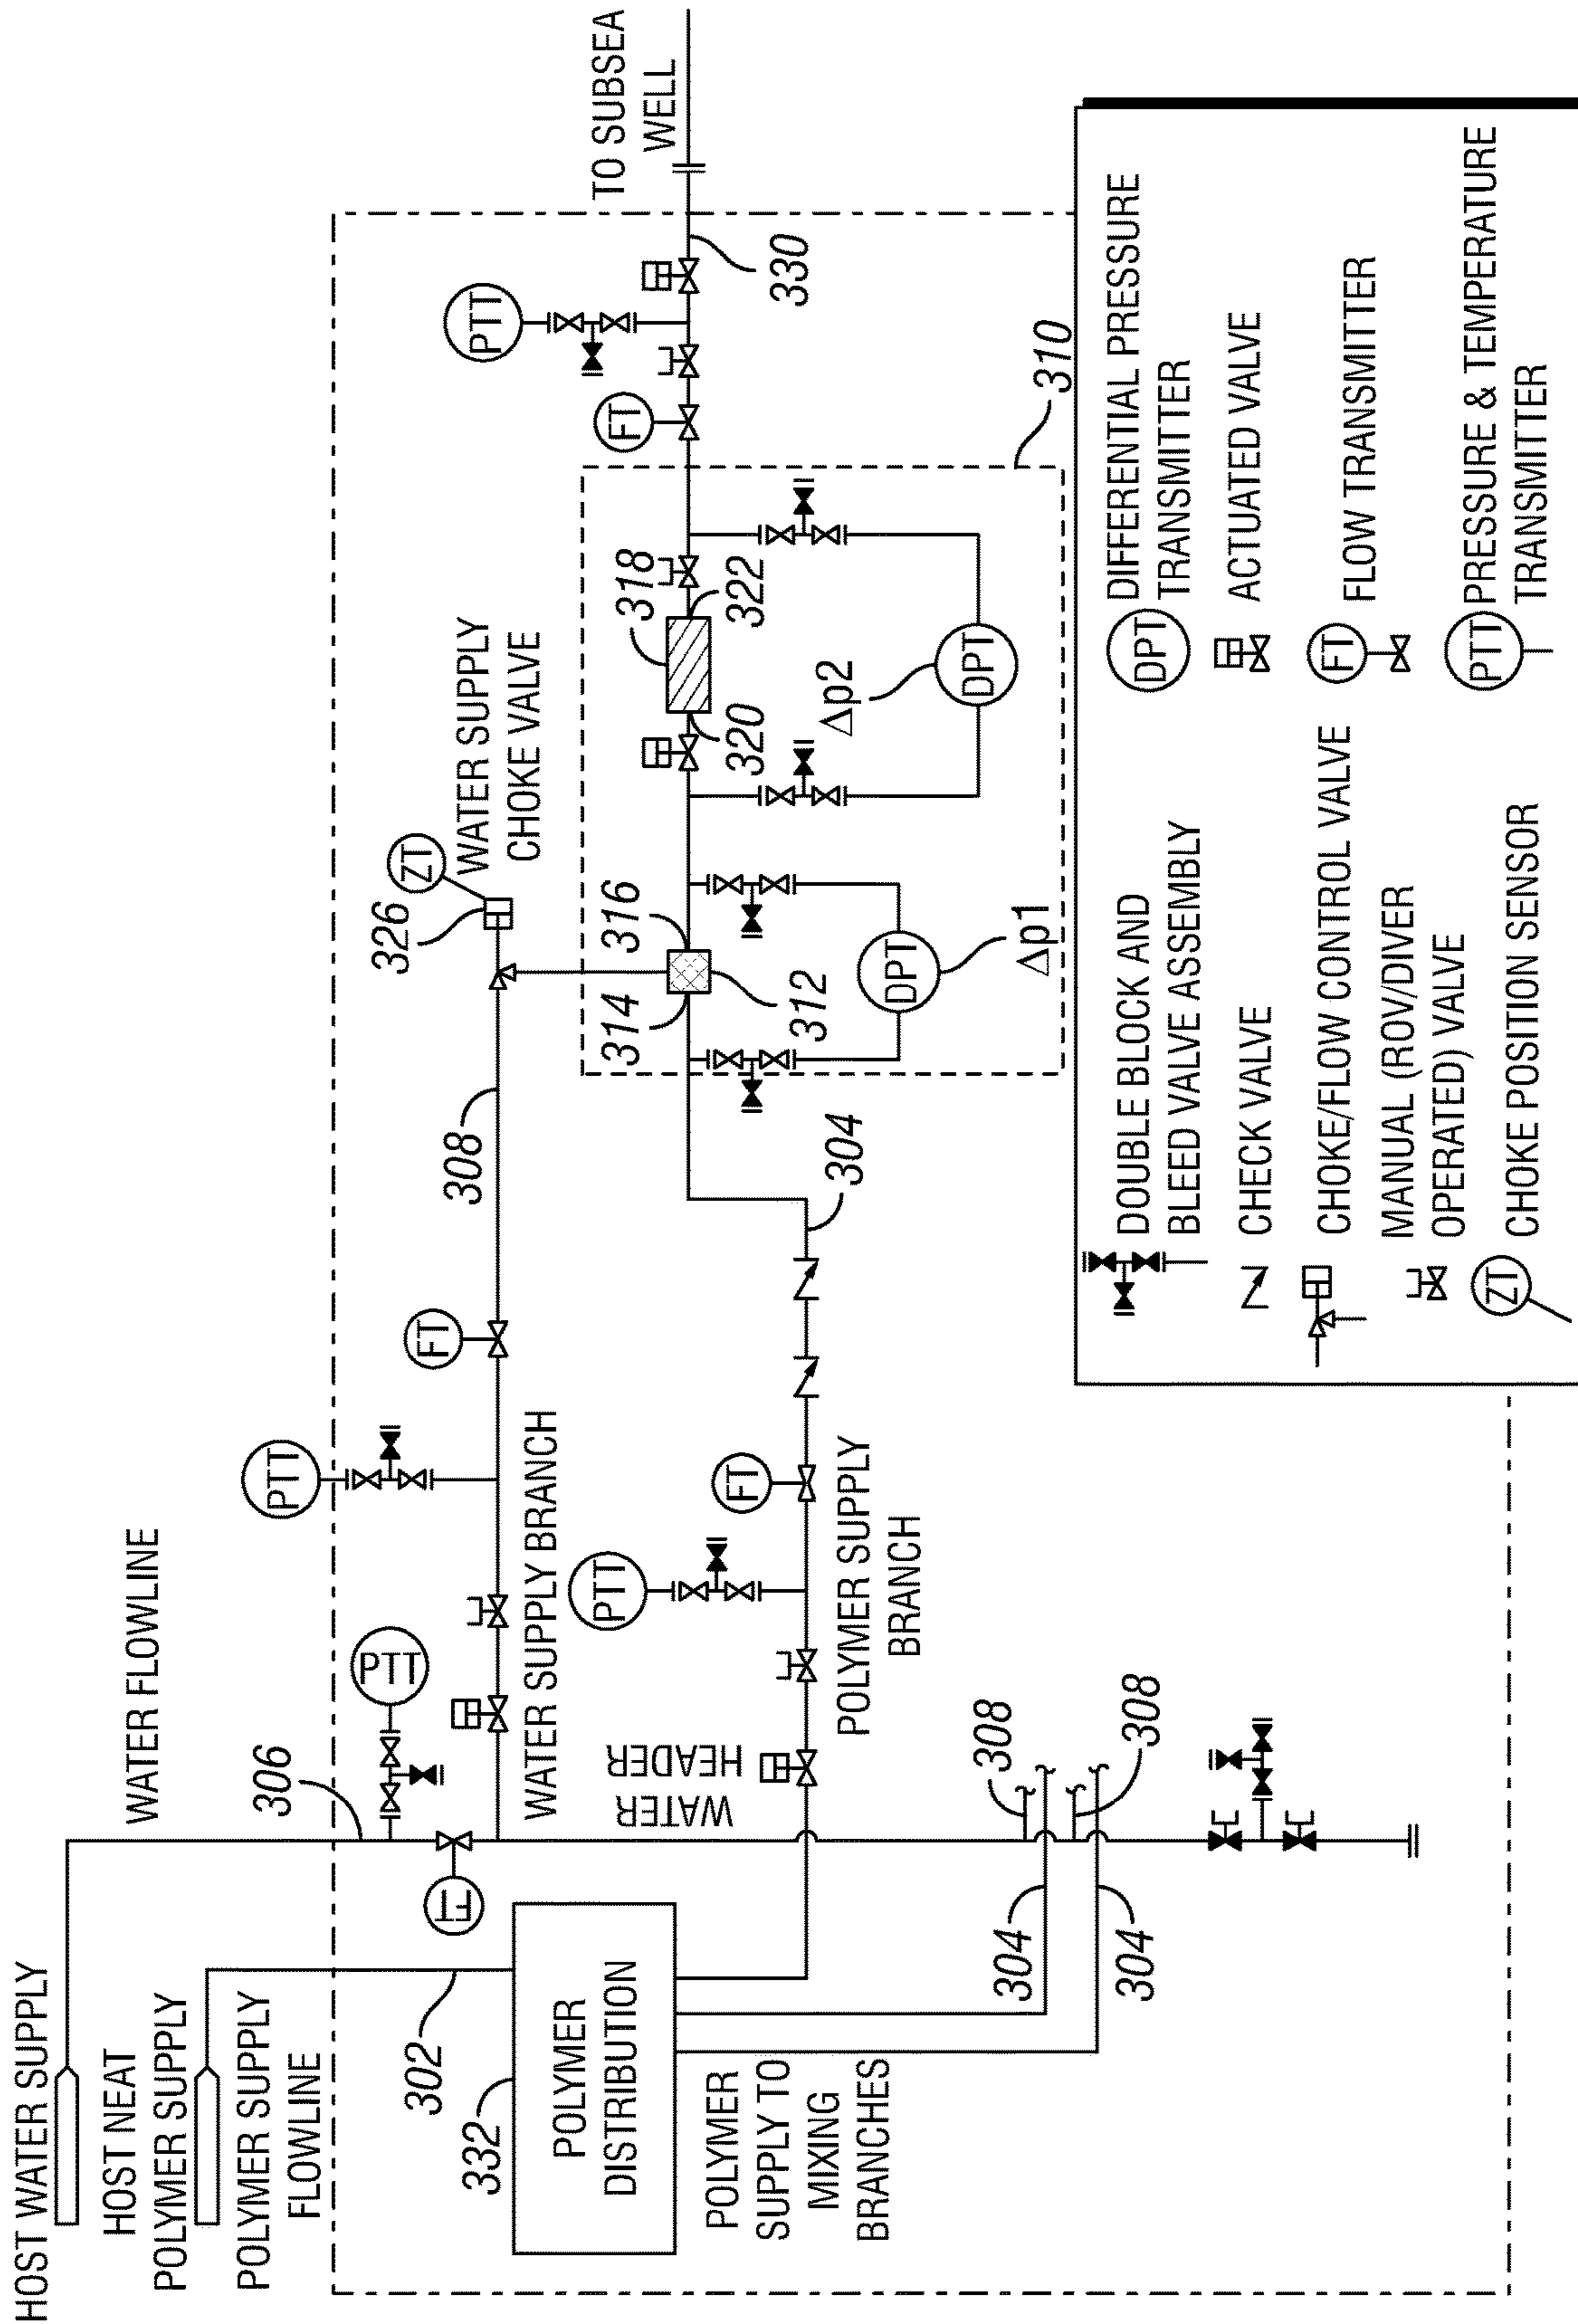 HOST WATER SUPPLY
HOST NEAT
POLYMER SUPPLY
POLYMER SUPPLY
FLOWLINE
302
332
POLYMER
DISTRIBUTION
POLYMER
SUPPLY TO
MIXING
BRANCHES
WATER FLOWLINE
306
FT
PTT
WATER SUPPLY BRANCH
WATER
HEADER
304
304
308
308
PTT
FT
308
PTT
FT
POLYMER SUPPLY
BRANCH
304
326
ZT
WATER SUPPLY
CHOKE VALVE
314
316
312
DPT
Δp1
318
320
322
Δp2
DPT
310
FT
PTT
330
TO SUBSEA
WELL
DOUBLE BLOCK AND
BLEED VALVE ASSEMBLY
CHECK VALVE
CHOKE/FLOW CONTROL VALVE
MANUAL (ROV/DIVER
OPERATED) VALVE
ZT
CHOKE POSITION SENSOR
DPT
DIFFERENTIAL PRESSURE
TRANSMITTER
ACTUATED VALVE
FT
FLOW TRANSMITTER
PTT
PRESSURE & TEMPERATURE
TRANSMITTER